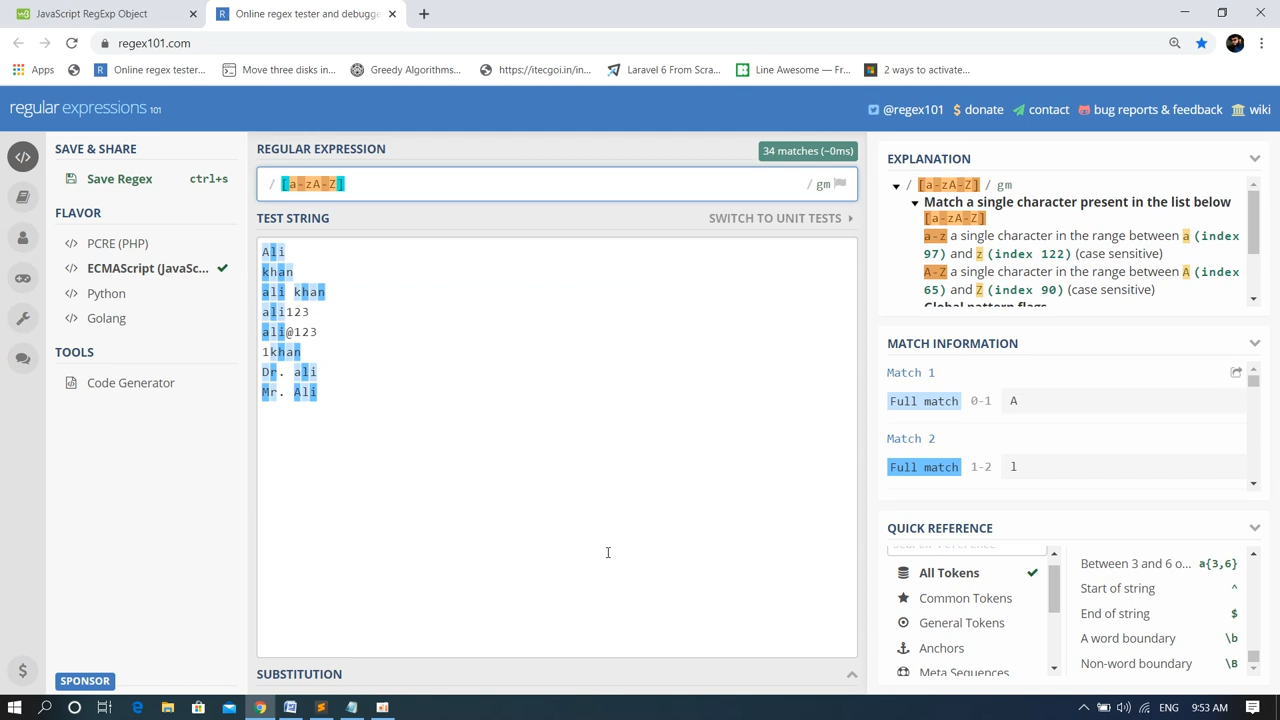 JavaScript RegExp Object
Online regex tester and debugge
regex101.com
Apps
Online regex tester...
Move three disks in...
Greedy Algorithms...
https://itecgoi.in/in...
Laravel 6 From Scra...
Line Awesome — Fr...
2 ways to activate...
regular expressions 101
@regex101
$ donate
contact
bug reports & feedback
wiki
SAVE & SHARE
Save Regex ctrl+s
FLAVOR
</> PCRE (PHP)
</> ECMAScript (JavaSc...
</> Python
</> Golang
TOOLS
Code Generator
SPONSOR
REGULAR EXPRESSION
34 matches (~0ms)
/ [a-zA-Z] / gm
TEST STRING
SWITCH TO UNIT TESTS
Ali
khan
ali khan
ali123
ali@123
1khan
Dr. ali
Mr. Ali
SUBSTITUTION
EXPLANATION
/ [a-zA-Z] / gm
Match a single character present in the list below
[a-zA-Z]
a-z a single character in the range between a (index
97) and z (index 122) (case sensitive)
A-Z a single character in the range between A (index
65) and Z (index 90) (case sensitive)
Global pattern flags
MATCH INFORMATION
Match 1
Full match 0-1 A
Match 2
Full match 1-2 l
QUICK REFERENCE
All Tokens
Common Tokens
General Tokens
Anchors
Meta Sequences
Between 3 and 6 o... a{3,6}
Start of string ^
End of string $
A word boundary \b
Non-word boundary \B
ENG 9:53 AM